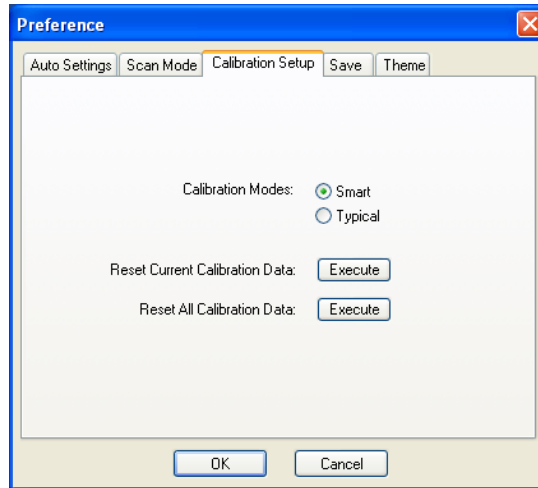 Preference
Auto Settings Scan Mode Calibration Setup Save Theme
Calibration Modes: Smart
Typical
Reset Current Calibration Data: Execute
Reset All Calibration Data: Execute
OK Cancel